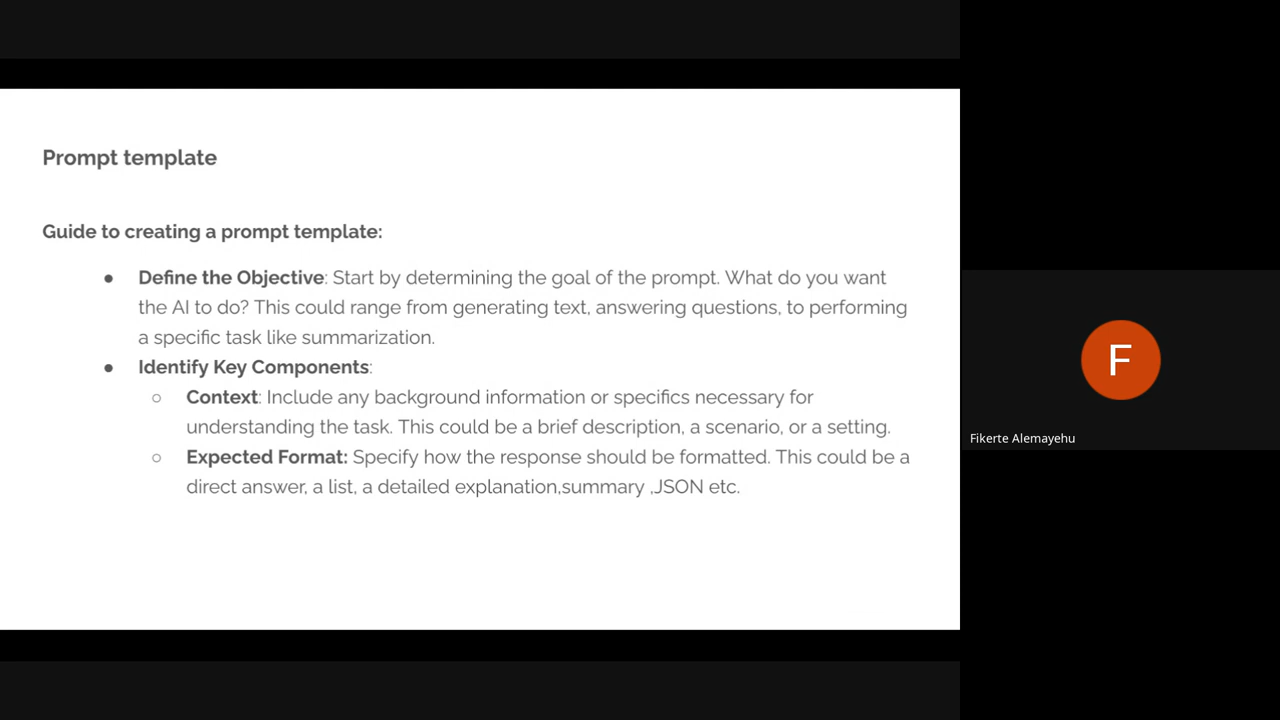 Prompt template
Guide to creating a prompt template:
● Define the Objective: Start by determining the goal of the prompt. What do you want
the AI to do? This could range from generating text, answering questions, to performing
a specific task like summarization.
● Identify Key Components:
○ Context: Include any background information or specifics necessary for
understanding the task. This could be a brief description, a scenario, or a setting.
○ Expected Format: Specify how the response should be formatted. This could be a
direct answer, a list, a detailed explanation,summary ,JSON etc.
F
Fikerte Alemayehu